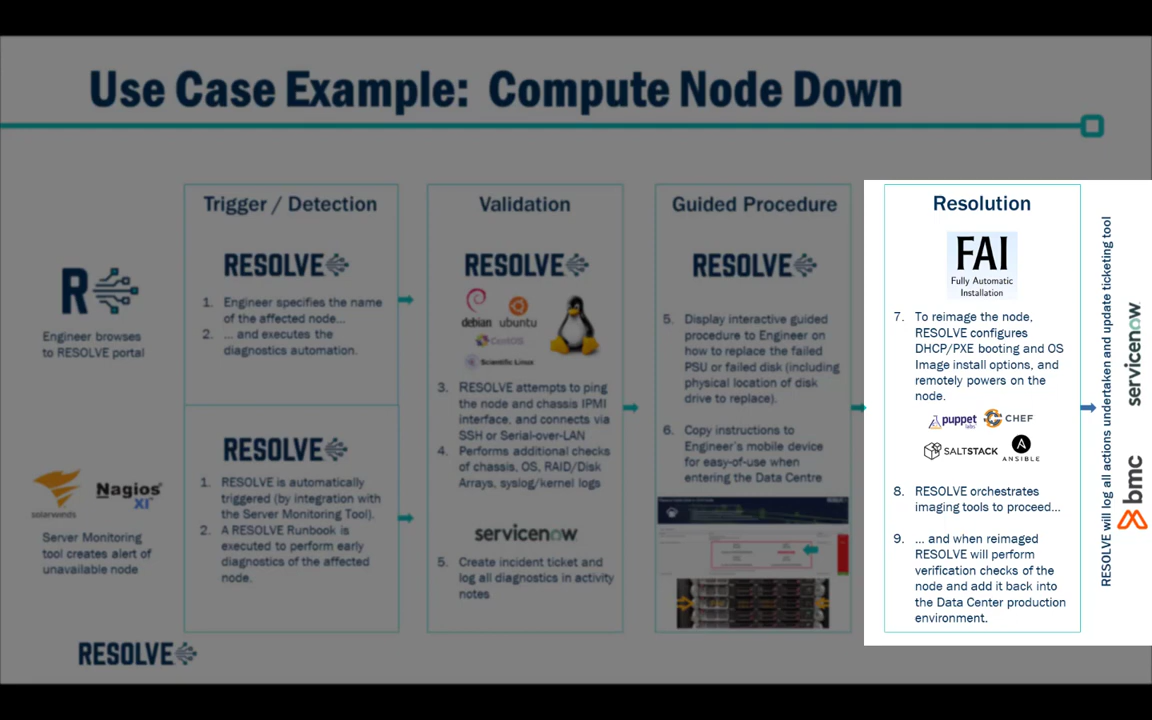 Use Case Example: Compute Node Down
R
Engineer browses
to RESOLVE portal
solarwinds
Nagios®
XI™
Server Monitoring
tool creates alert of
unavailable node
Trigger / Detection
RESOLVE
1. Engineer specifies the name
of the affected node...
2. ... and executes the
diagnostics automation.
RESOLVE
1. RESOLVE is automatically
triggered (by integration with
the Server Monitoring Tool).
2. A RESOLVE Runbook is
executed to perform early
diagnostics of the affected
node.
Validation
RESOLVE
debian ubuntu
CentOS
Scientific Linux
3. RESOLVE attempts to ping
the node and chassis IPMI
interface, and connects via
SSH or Serial-over-LAN
4. Performs additional checks
of chassis, OS, RAID/Disk
Arrays, syslog/kernel logs
servicenow
5. Create incident ticket and
log all diagnostics in activity
notes
Guided Procedure
RESOLVE
5. Display interactive guided
procedure to Engineer on
how to replace the failed
PSU or failed disk (including
physical location of disk
drive to replace).
6. Copy instructions to
Engineer's mobile device
for easy-of-use when
entering the Data Centre
Resolution
FAI
Fully Automatic
Installation
7. To reimage the node,
RESOLVE configures
DHCP/PXE booting and OS
Image install options, and
remotely powers on the
node.
puppet
labs
CHEF
SALTSTACK
ANSIBLE
8. RESOLVE orchestrates
imaging tools to proceed...
9. ... and when reimaged
RESOLVE will perform
verification checks of the
node and add it back into
the Data Center production
environment.
RESOLVE will log all actions undertaken and update ticketing tool
servicenow
bmc
RESOLVE